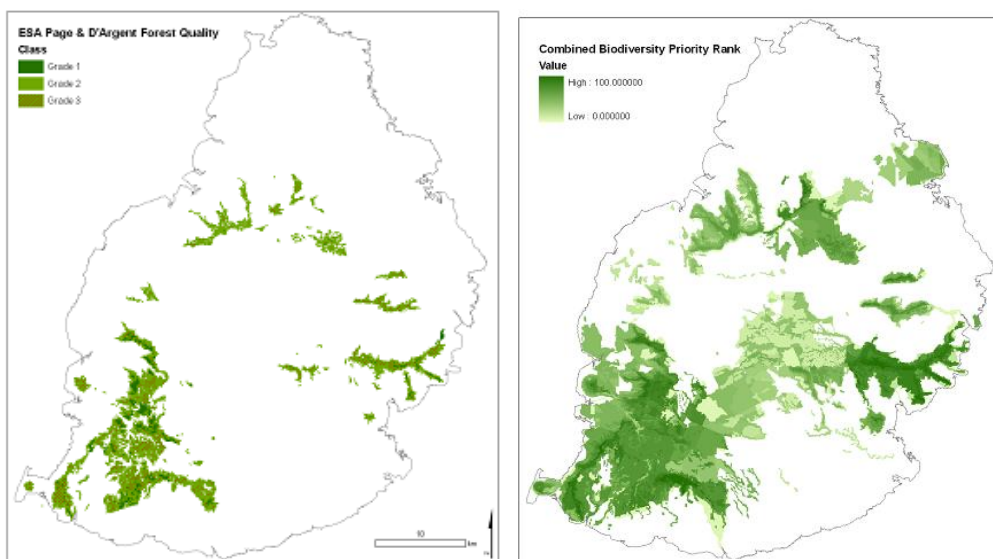 ESA Page & D'Argent Forest Quality
Class
Grade 1
Grade 2
Grade 3
10
km
Combined Biodiversity Priority Rank
Value
High : 100.000000
Low : 0.000000